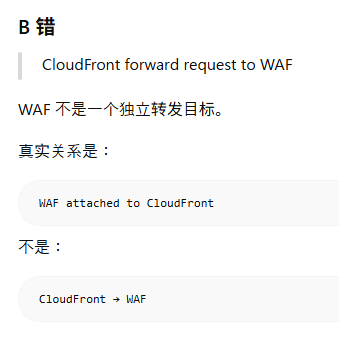 B 错
CloudFront forward request to WAF
WAF 不是一个独立转发目标。
真实关系是：
WAF attached to CloudFront
不是：
CloudFront → WAF